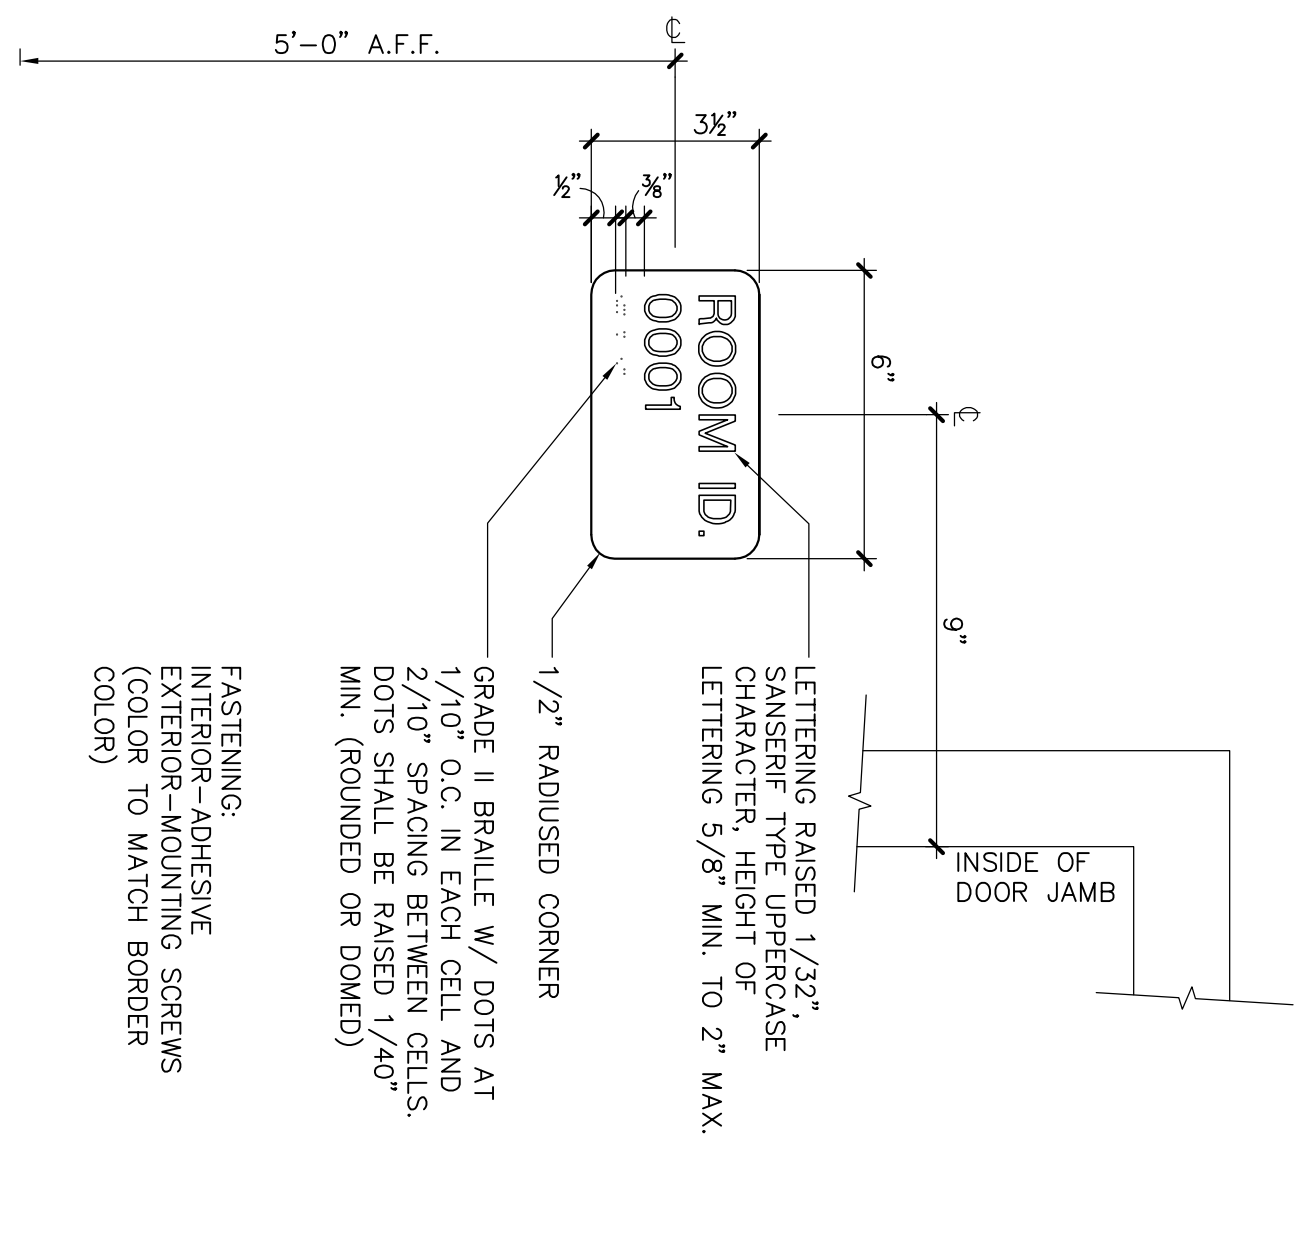 5'-0" A.F.F.
℄
3½"
½"
⅜"
6"
℄
9"
ROOM ID.
0001
INSIDE OF
DOOR JAMB
LETTERING RAISED 1/32",
SANSERIF TYPE UPPERCASE
CHARACTER, HEIGHT OF
LETTERING 5/8" MIN. TO 2" MAX.
1/2" RADIUSED CORNER
GRADE II BRAILLE W/ DOTS AT
1/10" O.C. IN EACH CELL AND
2/10" SPACING BETWEEN CELLS.
DOTS SHALL BE RAISED 1/40"
MIN. (ROUNDED OR DOMED)
FASTENING:
INTERIOR-ADHESIVE
EXTERIOR-MOUNTING SCREWS
(COLOR TO MATCH BORDER
COLOR)